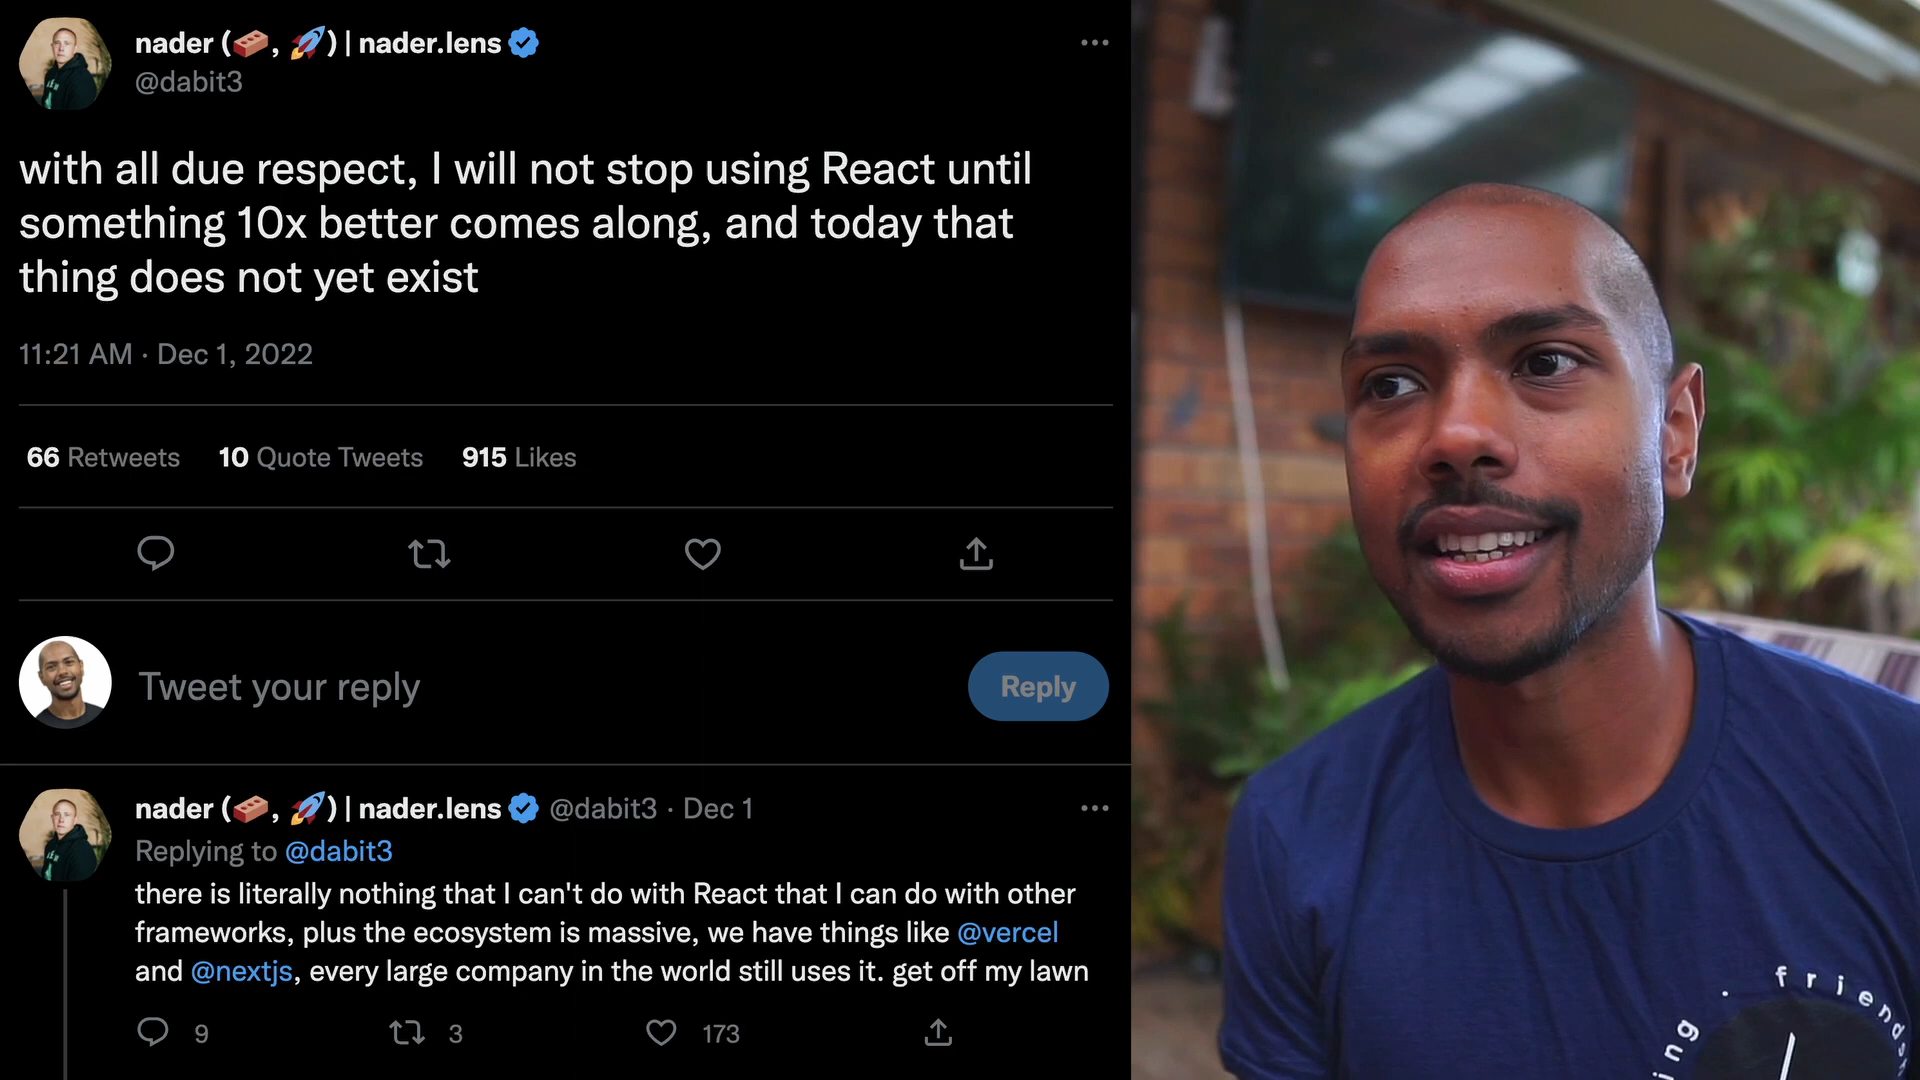 nader (🧱, 🚀) | nader.lens
@dabit3
with all due respect, I will not stop using React until
something 10x better comes along, and today that
thing does not yet exist
11:21 AM · Dec 1, 2022
66 Retweets 10 Quote Tweets 915 Likes
Tweet your reply
Reply
nader (🧱, 🚀) | nader.lens @dabit3 · Dec 1
Replying to @dabit3
there is literally nothing that I can't do with React that I can do with other
frameworks, plus the ecosystem is massive, we have things like @vercel
and @nextjs, every large company in the world still uses it. get off my lawn
9 3 173